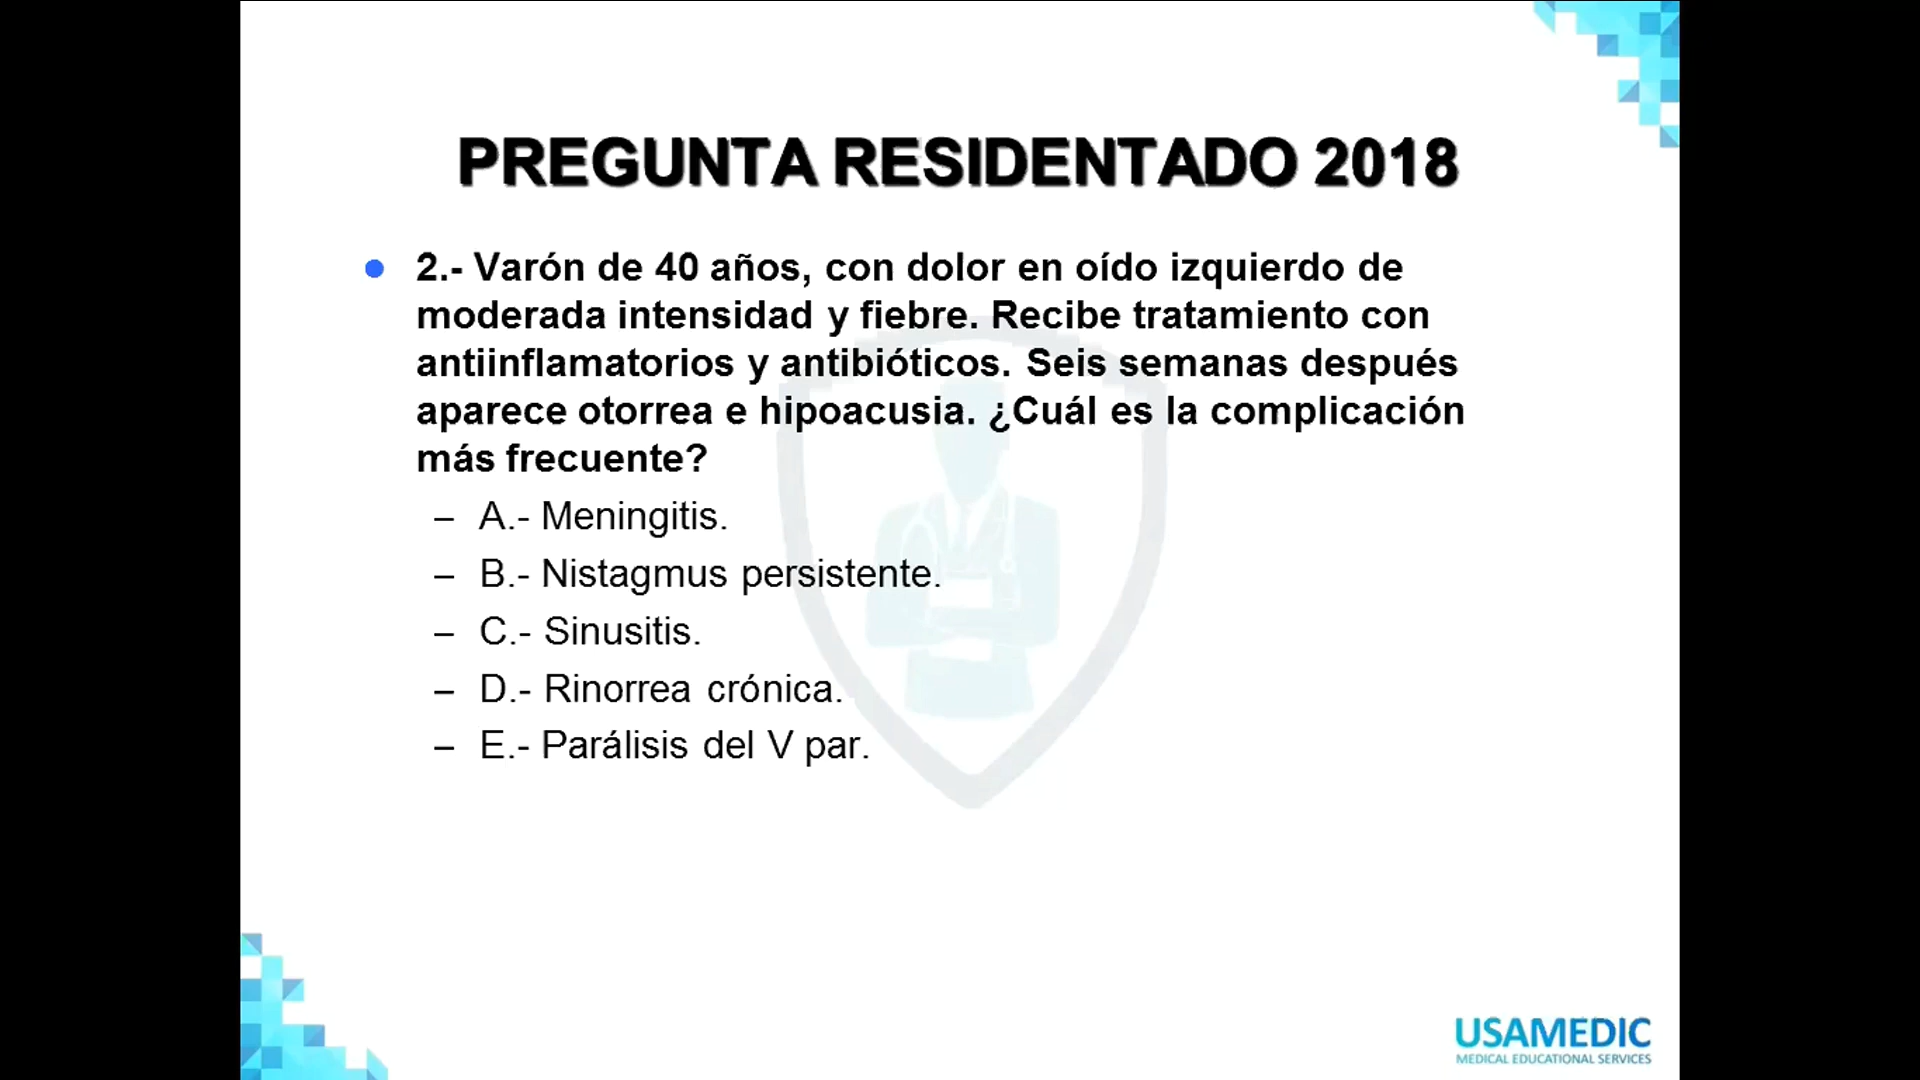 PREGUNTA RESIDENTADO 2018
● 2.- Varón de 40 años, con dolor en oído izquierdo de
moderada intensidad y fiebre. Recibe tratamiento con
antiinflamatorios y antibióticos. Seis semanas después
aparece otorrea e hipoacusia. ¿Cuál es la complicación
más frecuente?
– A.- Meningitis.
– B.- Nistagmus persistente.
– C.- Sinusitis.
– D.- Rinorrea crónica.
– E.- Parálisis del V par.
USAMEDIC
MEDICAL EDUCATIONAL SERVICES